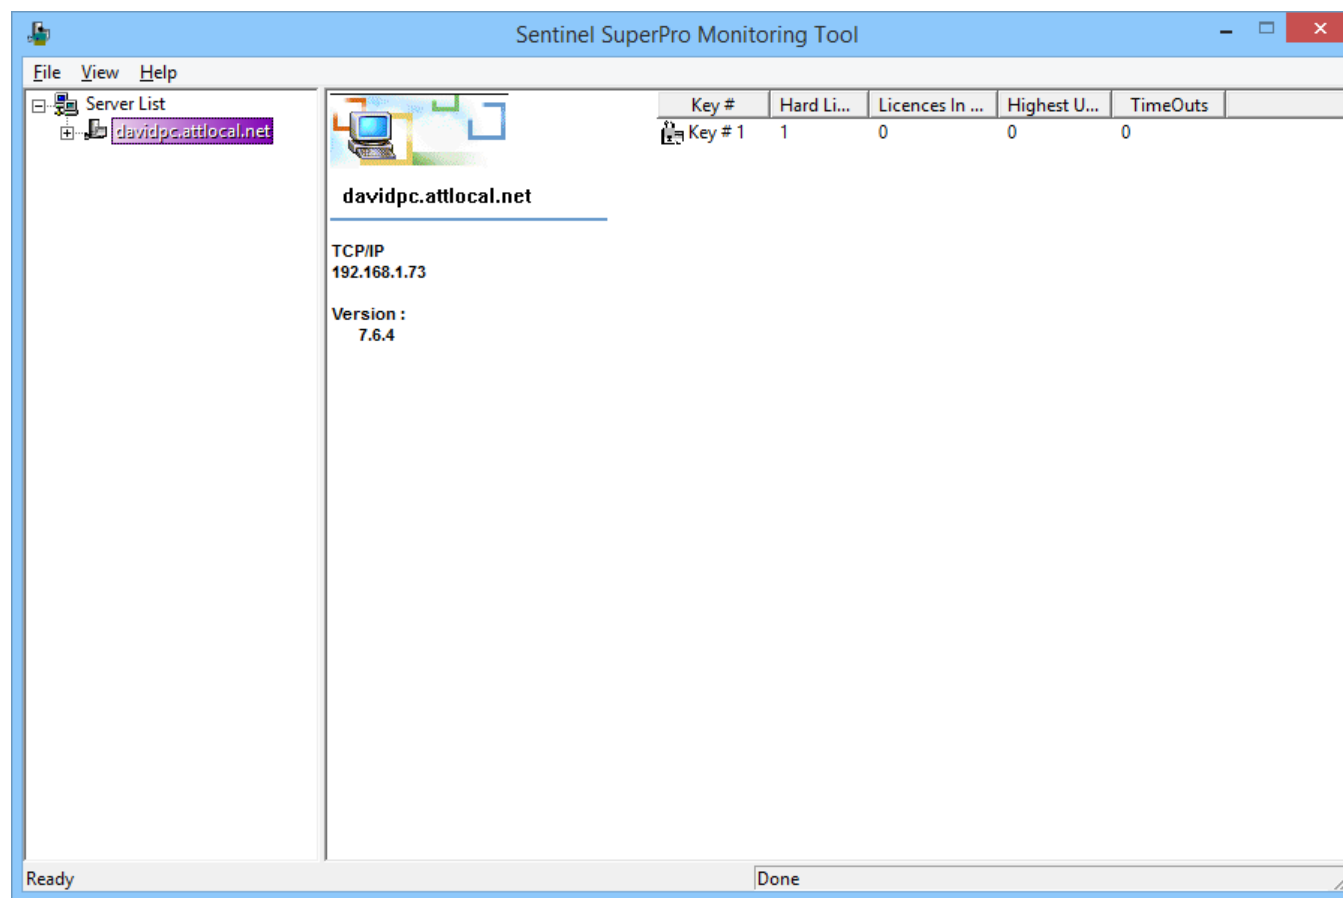 Sentinel SuperPro Monitoring Tool
File View Help
Server List
davidpc.attlocal.net
davidpc.attlocal.net
TCP/IP
192.168.1.73
Version :
7.6.4
Key # Hard Li... Licences In ... Highest U... TimeOuts
Key # 1 1 0 0 0
Ready Done